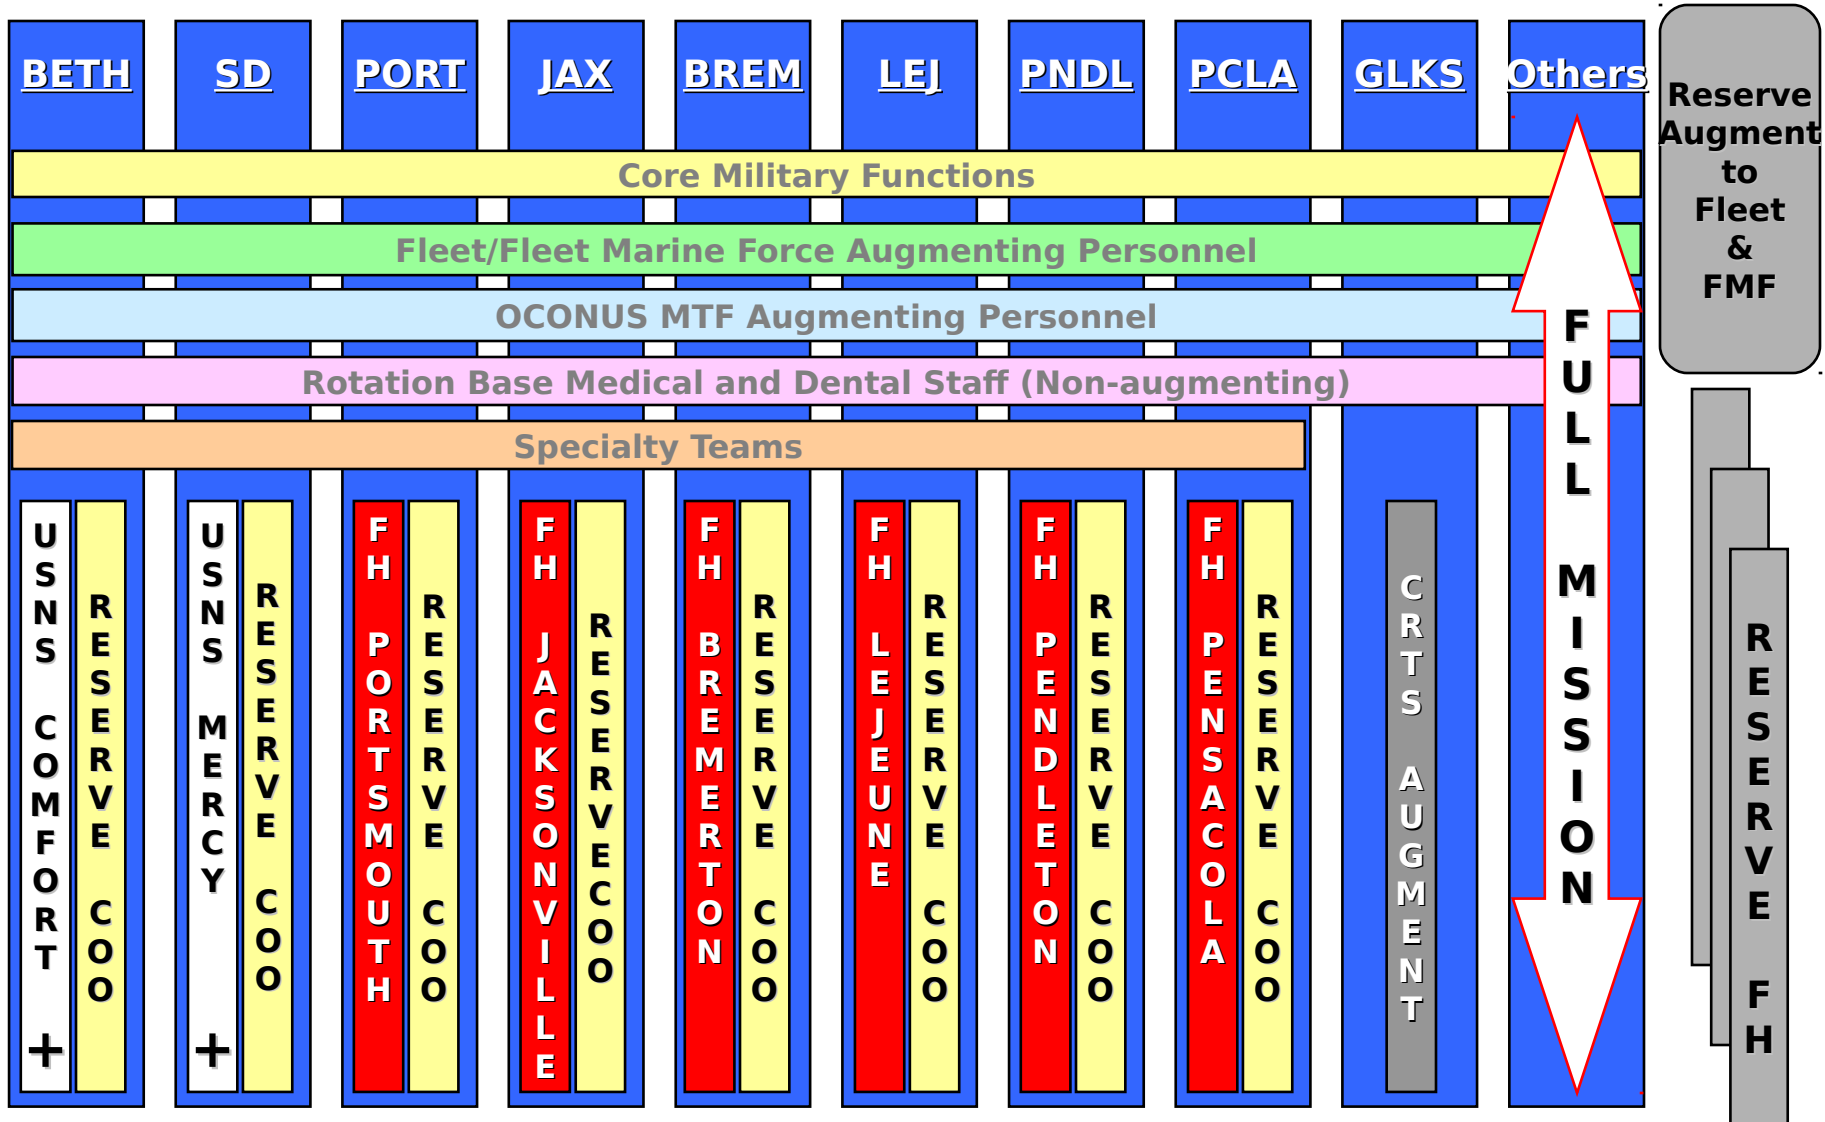 BETH
SD
PORT
JAX
BREM
LEJ
PNDL
PCLA
GLKS
Others
Reserve
Augment
to
Fleet
&
FMF
Core Military Functions
Fleet/Fleet Marine Force Augmenting Personnel
OCONUS MTF Augmenting Personnel
Rotation Base Medical and Dental Staff (Non-augmenting)
Specialty Teams
USNS COMFORT +
RESERVE COO
USNS MERCY +
RESERVE COO
FH PORTSMOUTH
RESERVE COO
FH JACKSONVILLE
RESERVECOO
FH BREMERTON
RESERVE COO
FH LEJEUNE
RESERVE COO
FH PENDLETON
RESERVE COO
FH PENSACOLA
RESERVE COO
CRTS AUGMENT
FULL MISSION
RESERVE FH